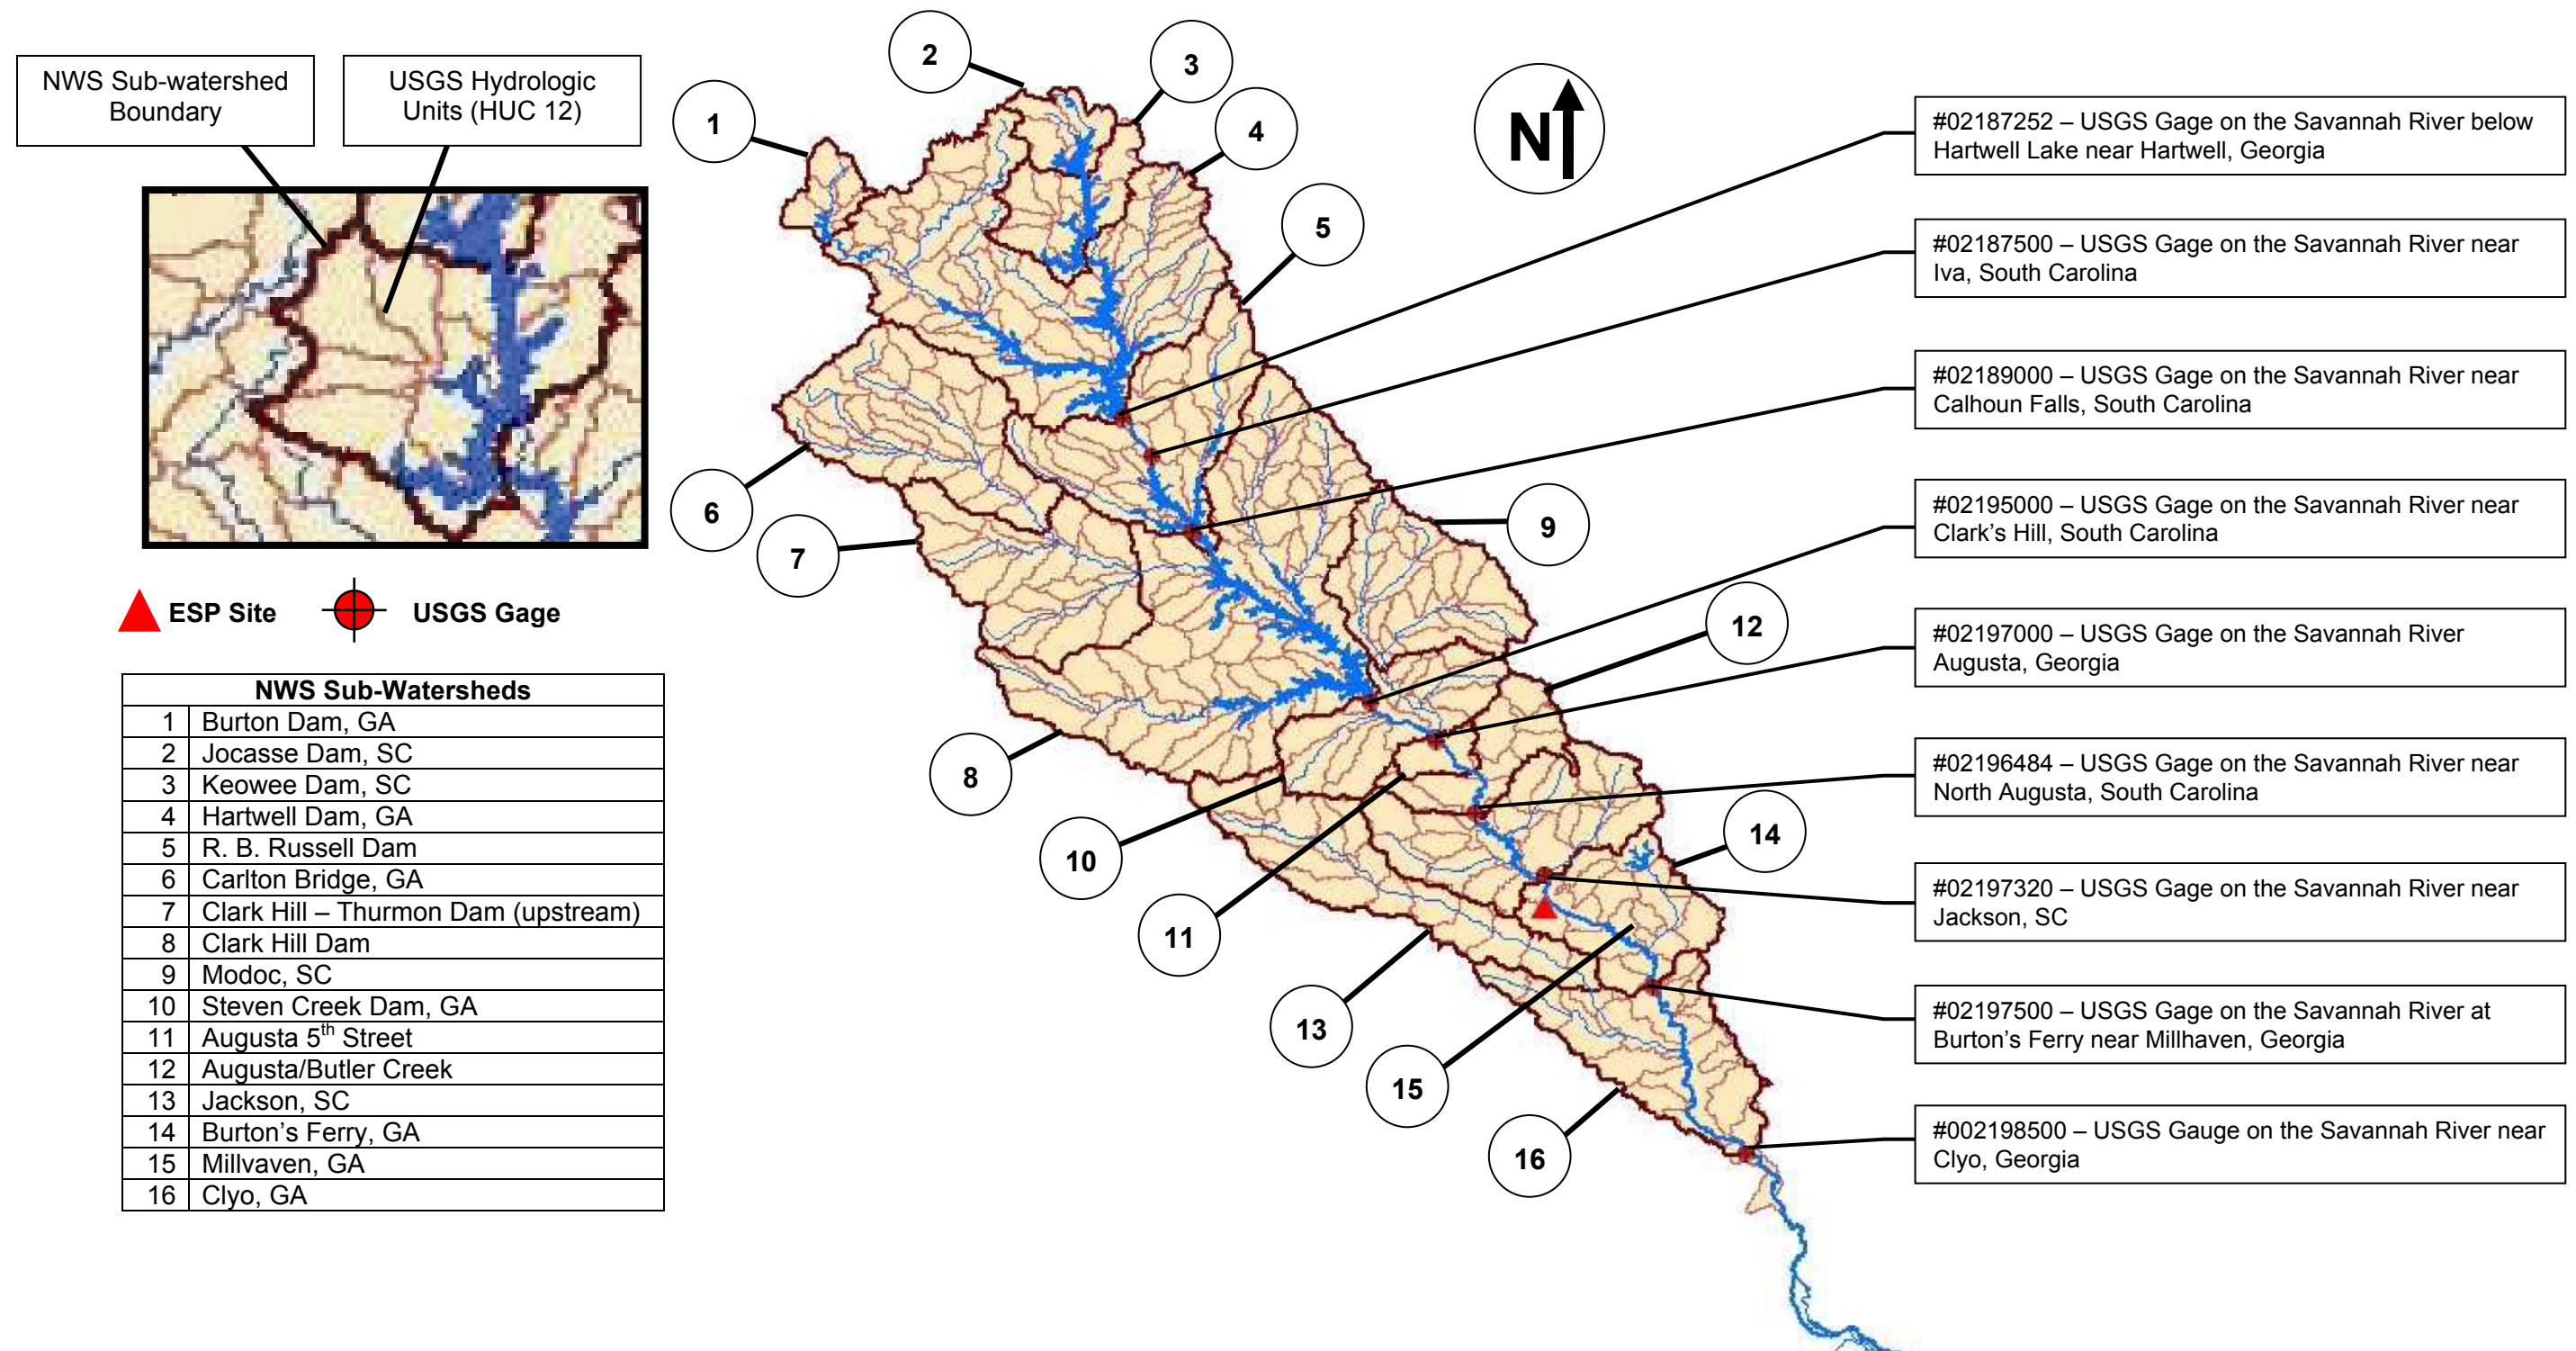 NWS Sub-watershed
Boundary
USGS Hydrologic
Units (HUC 12)
ESP Site
USGS Gage
NWS Sub-Watersheds
1 Burton Dam, GA
2 Jocasse Dam, SC
3 Keowee Dam, SC
4 Hartwell Dam, GA
5 R. B. Russell Dam
6 Carlton Bridge, GA
7 Clark Hill – Thurmon Dam (upstream)
8 Clark Hill Dam
9 Modoc, SC
10 Steven Creek Dam, GA
11 Augusta 5th Street
12 Augusta/Butler Creek
13 Jackson, SC
14 Burton's Ferry, GA
15 Millvaven, GA
16 Clyo, GA
1
2
3
4
5
6
7
8
9
10
11
12
13
14
15
16
N
#02187252 – USGS Gage on the Savannah River below
Hartwell Lake near Hartwell, Georgia
#02187500 – USGS Gage on the Savannah River near
Iva, South Carolina
#02189000 – USGS Gage on the Savannah River near
Calhoun Falls, South Carolina
#02195000 – USGS Gage on the Savannah River near
Clark's Hill, South Carolina
#02197000 – USGS Gage on the Savannah River
Augusta, Georgia
#02196484 – USGS Gage on the Savannah River near
North Augusta, South Carolina
#02197320 – USGS Gage on the Savannah River near
Jackson, SC
#02197500 – USGS Gage on the Savannah River at
Burton's Ferry near Millhaven, Georgia
#002198500 – USGS Gauge on the Savannah River near
Clyo, Georgia